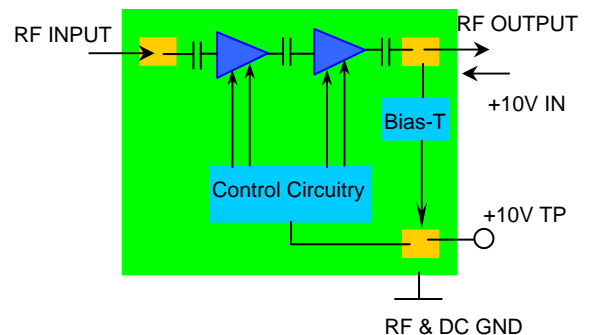 RF INPUT
RF OUTPUT
+10V IN
Bias-T
Control Circuitry
+10V TP
RF & DC GND